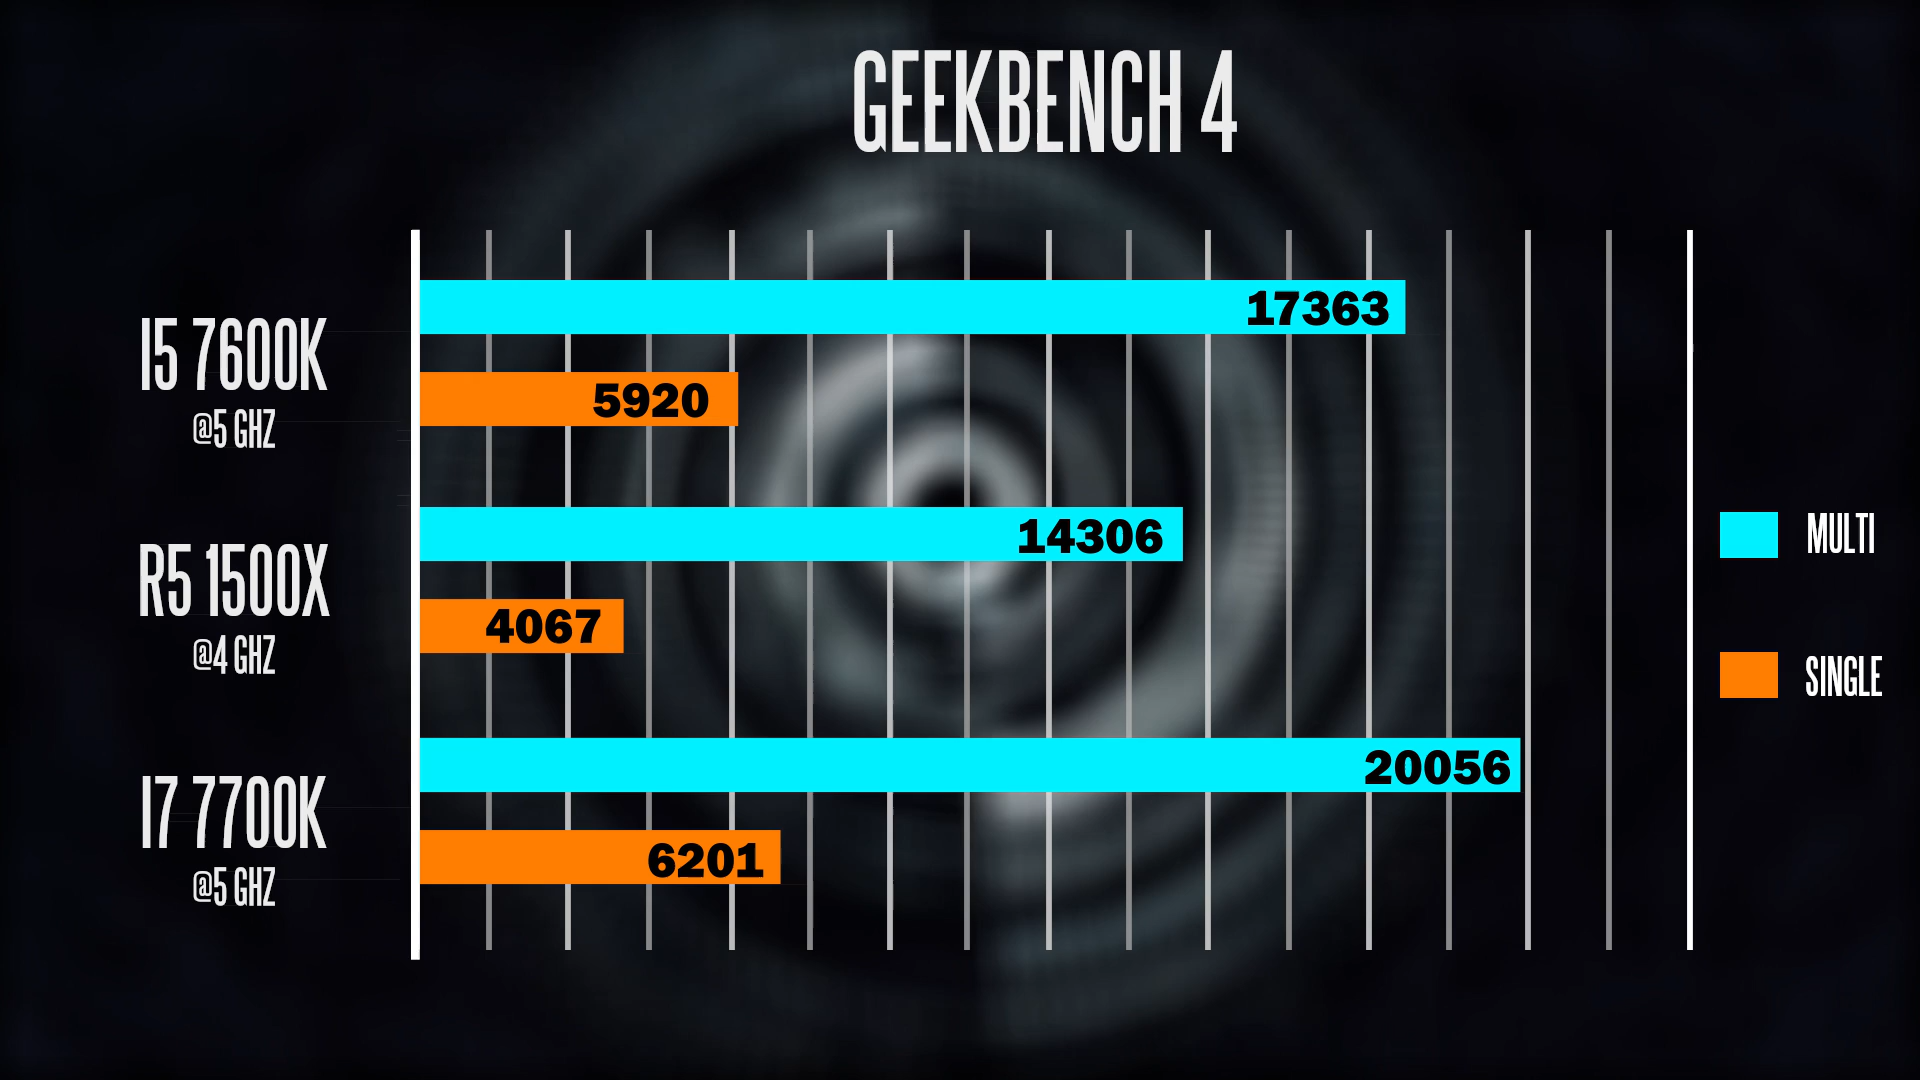 GEEKBENCH 4
I5 7600K
@5 GHZ
17363
5920
R5 1500X
@4 GHZ
14306
4067
I7 7700K
@5 GHZ
20056
6201
MULTI
SINGLE